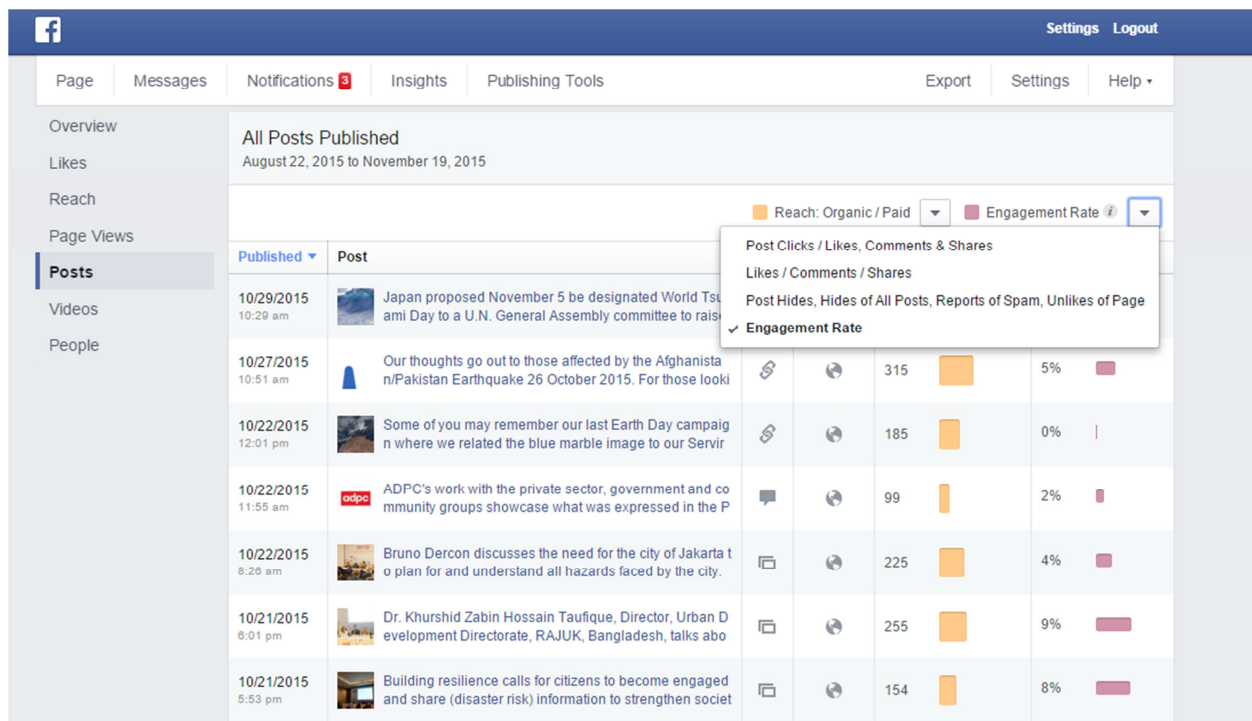 f
Settings Logout
Page Messages Notifications 3 Insights Publishing Tools Export Settings Help
Overview
Likes
Reach
Page Views
Posts
Videos
People
All Posts Published
August 22, 2015 to November 19, 2015
Reach: Organic / Paid Engagement Rate i
Post Clicks / Likes, Comments & Shares
Likes / Comments / Shares
Post Hides, Hides of All Posts, Reports of Spam, Unlikes of Page
✓ Engagement Rate
Published Post
10/29/2015 Japan proposed November 5 be designated World Tsu
10:29 am ami Day to a U.N. General Assembly committee to raise
10/27/2015 Our thoughts go out to those affected by the Afghanista 315 5%
10:51 am n/Pakistan Earthquake 26 October 2015. For those looki
10/22/2015 Some of you may remember our last Earth Day campaig 185 0%
12:01 pm n where we related the blue marble image to our Servir
10/22/2015 adpc ADPC's work with the private sector, government and co 99 2%
11:55 am mmunity groups showcase what was expressed in the P
10/22/2015 Bruno Dercon discusses the need for the city of Jakarta t 225 4%
8:26 am o plan for and understand all hazards faced by the city.
10/21/2015 Dr. Khurshid Zabin Hossain Taufique, Director, Urban D 255 9%
6:01 pm evelopment Directorate, RAJUK, Bangladesh, talks abo
10/21/2015 Building resilience calls for citizens to become engaged 154 8%
5:53 pm and share (disaster risk) information to strengthen societ